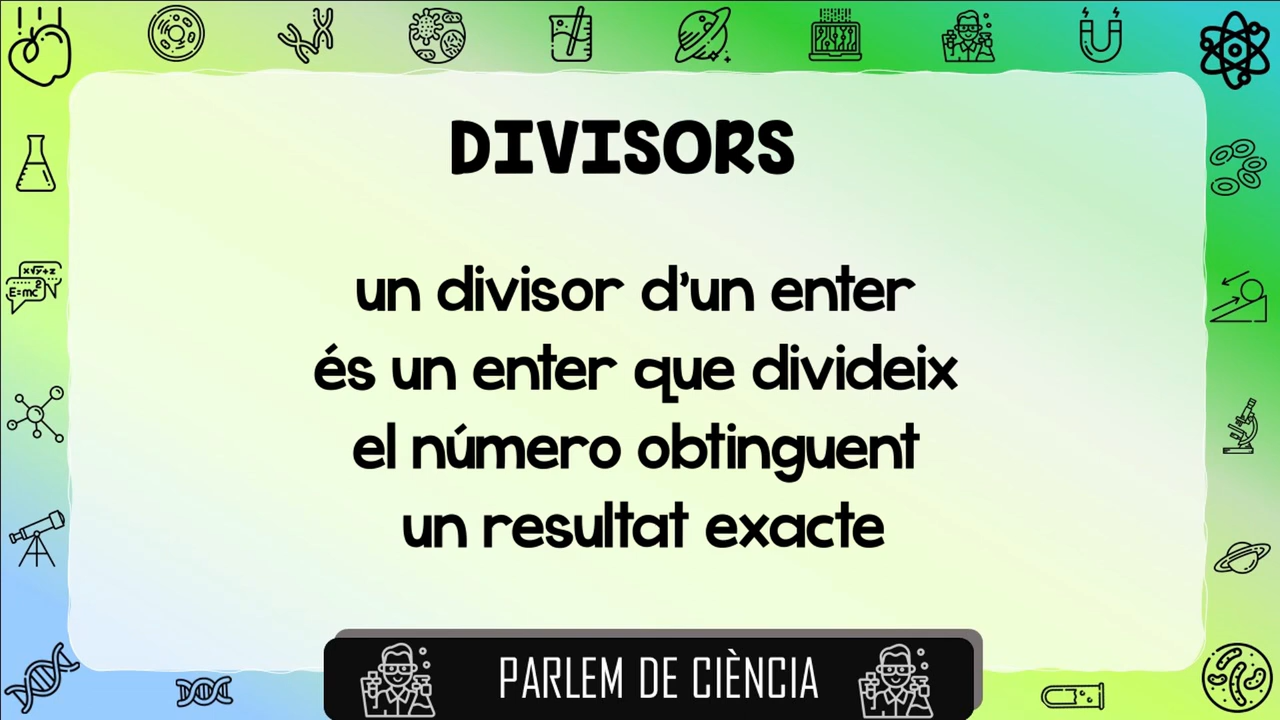 DIVISORS
x√y+z
E=mc²
un divisor d'un enter
és un enter que divideix
el número obtinguent
un resultat exacte
PARLEM DE CIÈNCIA